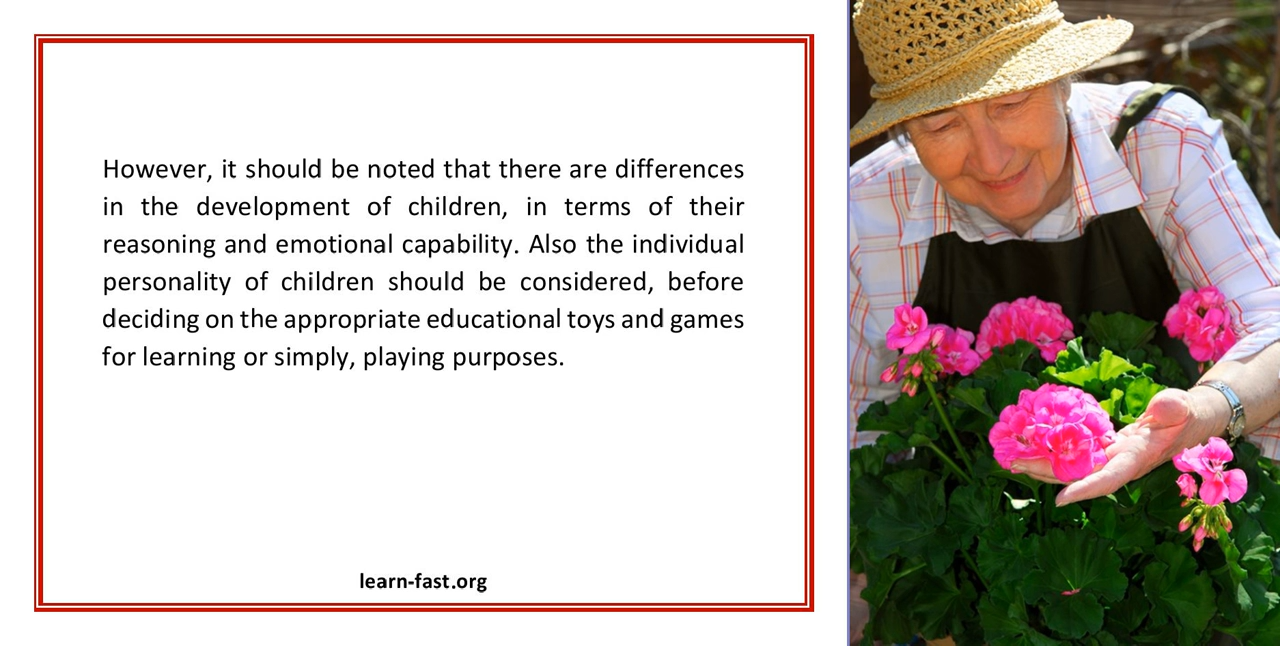 However, it should be noted that there are differences
in the development of children, in terms of their
reasoning and emotional capability. Also the individual
personality of children should be considered, before
deciding on the appropriate educational toys and games
for learning or simply, playing purposes.
learn-fast.org